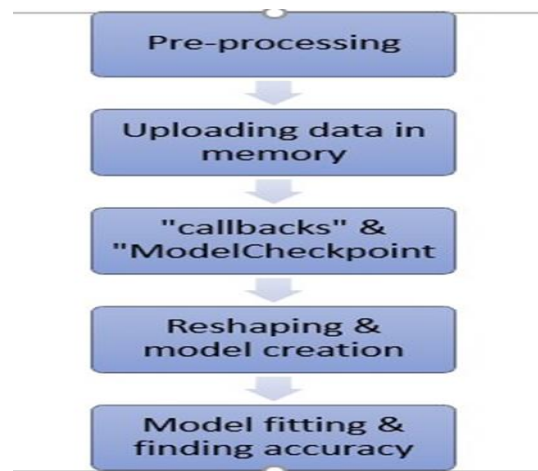 Pre-processing
Uploading data in
memory
"callbacks" &
"ModelCheckpoint
Reshaping &
model creation
Model fitting &
finding accuracy